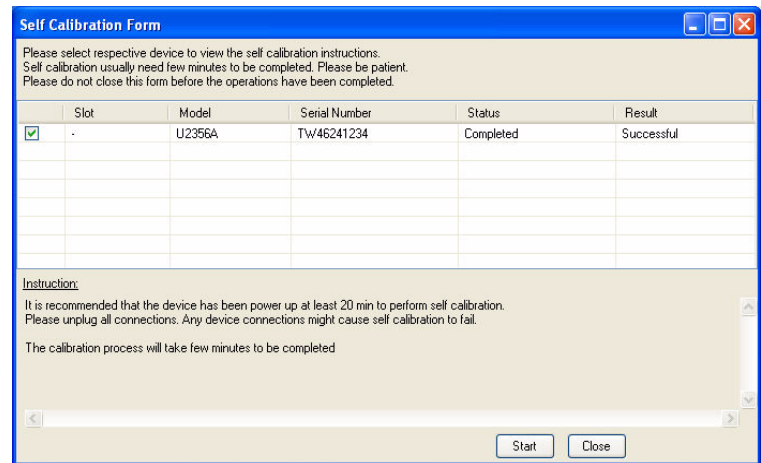 Self Calibration Form
Please select respective device to view the self calibration instructions.
Self calibration usually need few minutes to be completed. Please be patient.
Please do not close this form before the operations have been completed.
Slot Model Serial Number Status Result
- U2356A TW46241234 Completed Successful
Instruction:
It is recommended that the device has been power up at least 20 min to perform self calibration.
Please unplug all connections. Any device connections might cause self calibration to fail.
The calibration process will take few minutes to be completed
Start Close